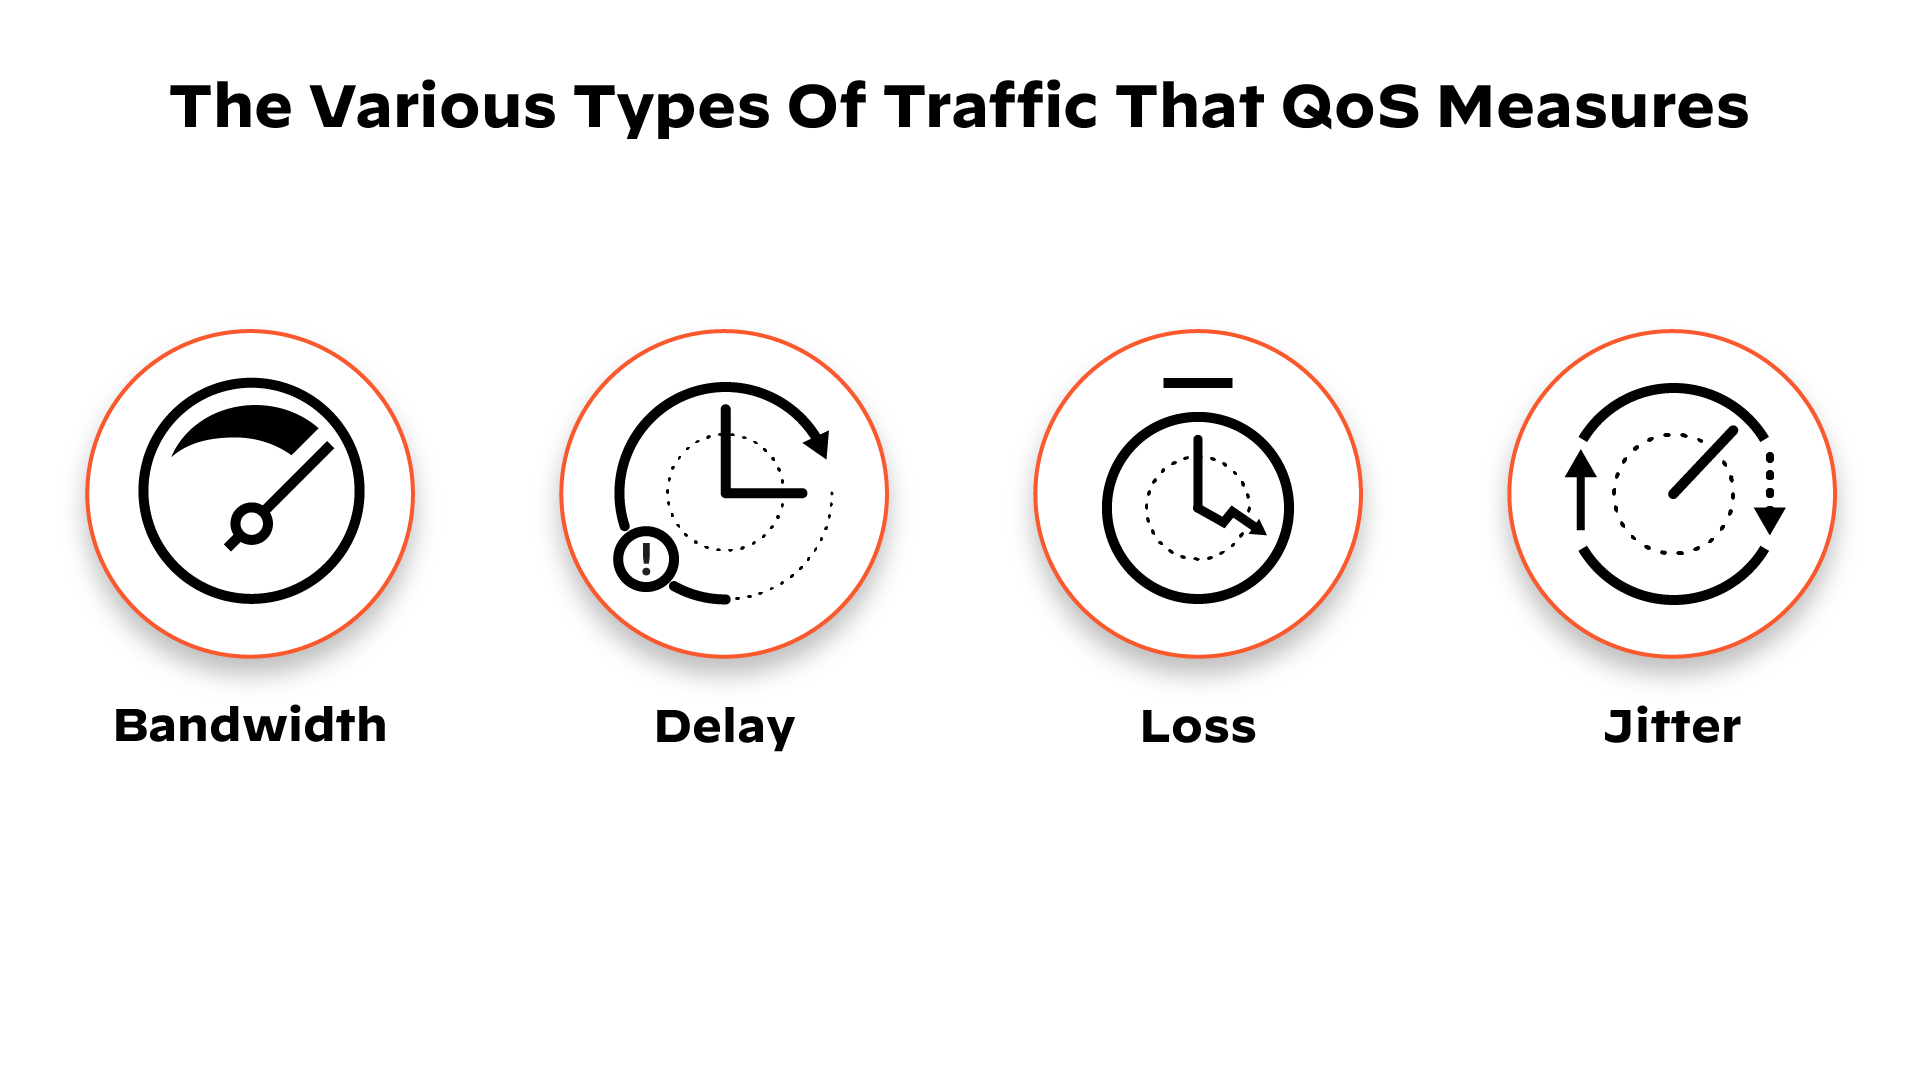 The Various Types Of Traffic That QoS Measures
!
Bandwidth
Delay
Loss
Jitter